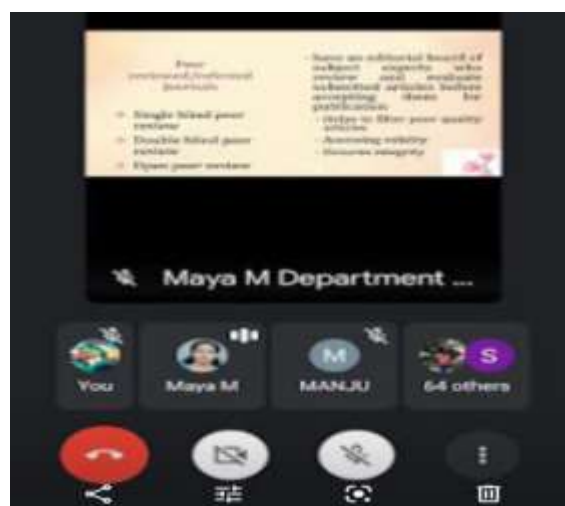 Peer
reviewed/refereed
journals
Single blind peer
review
Double blind peer
review
Open peer review
- have an editorial board of
subject experts who
review and evaluate
submitted articles before
accepting them for
publication
- Helps to filter poor quality
articles
- Assessing validity
- Ensures integrity
Maya M Department ...
You
Maya M
M
MANJU
S
64 others